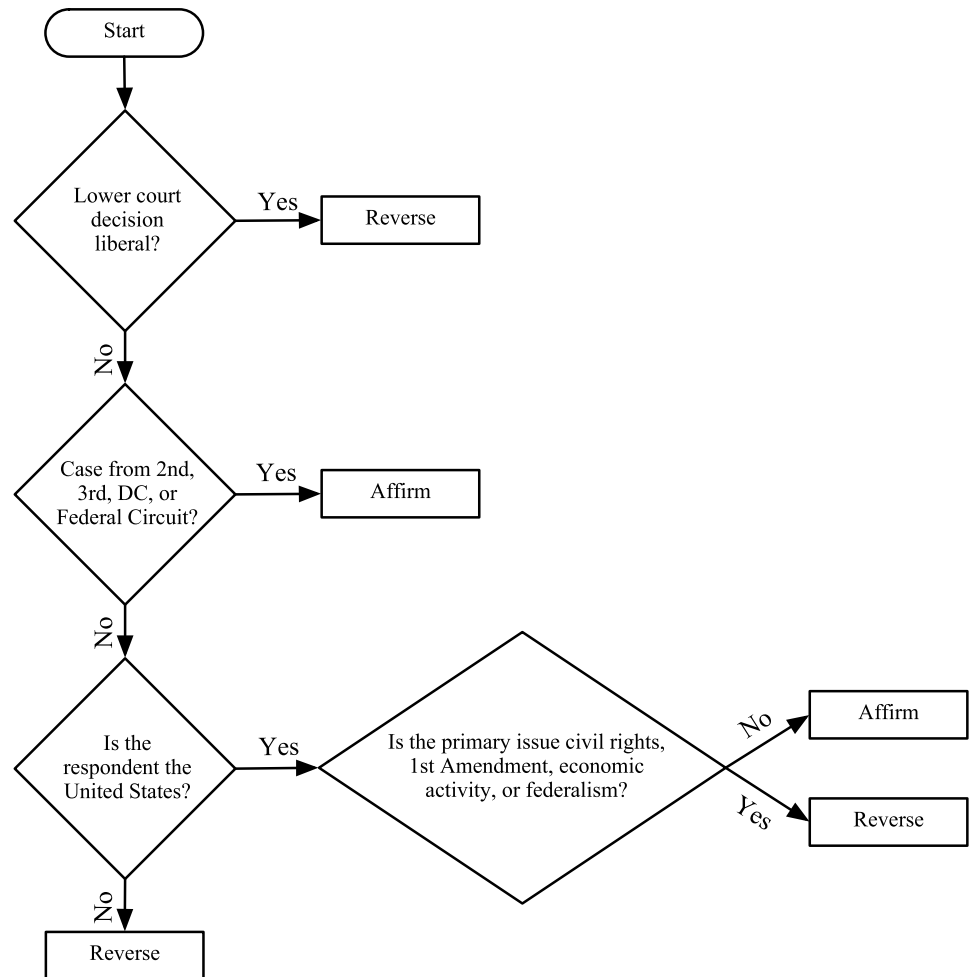 Start
Lower court
decision
liberal?
Yes
Reverse
No
Case from 2nd,
3rd, DC, or
Federal Circuit?
Yes
Affirm
No
Is the
respondent the
United States?
Yes
Is the primary issue civil rights,
1st Amendment, economic
activity, or federalism?
No
Affirm
Yes
Reverse
No
Reverse